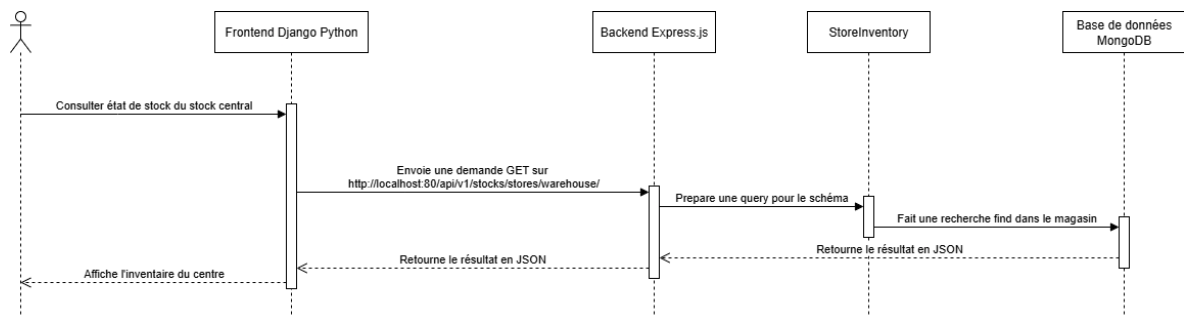 Frontend Django Python
Backend Express.js
StoreInventory
Base de données
MongoDB
Consulter état de stock du stock central
Envoie une demande GET sur
http://localhost:80/api/v1/stocks/stores/warehouse/
Prepare une query pour le schéma
Fait une recherche find dans le magasin
Retourne le résultat en JSON
Retourne le résultat en JSON
Affiche l'inventaire du centre